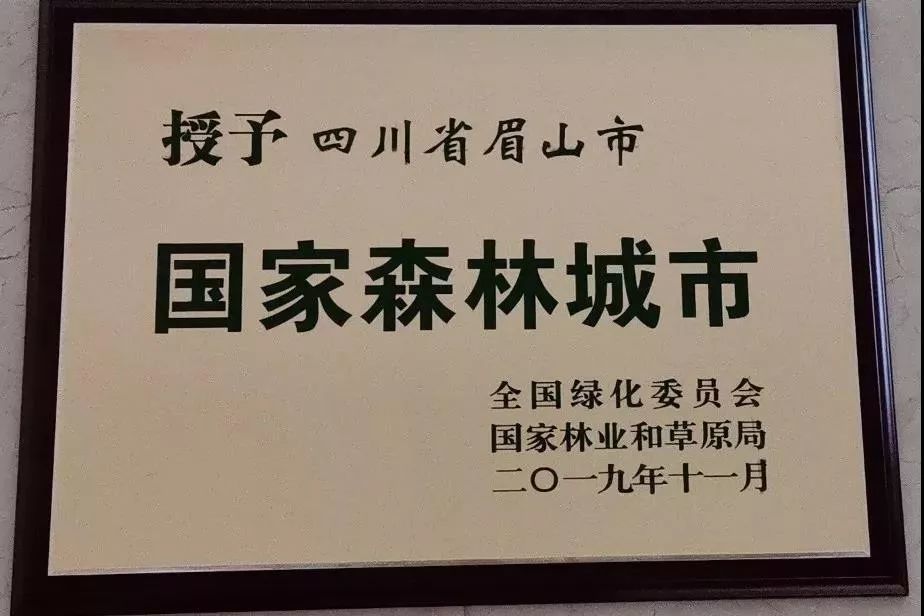 授予 四川省眉山市
国家森林城市
全国绿化委员会
国家林业和草原局
二〇一九年十一月